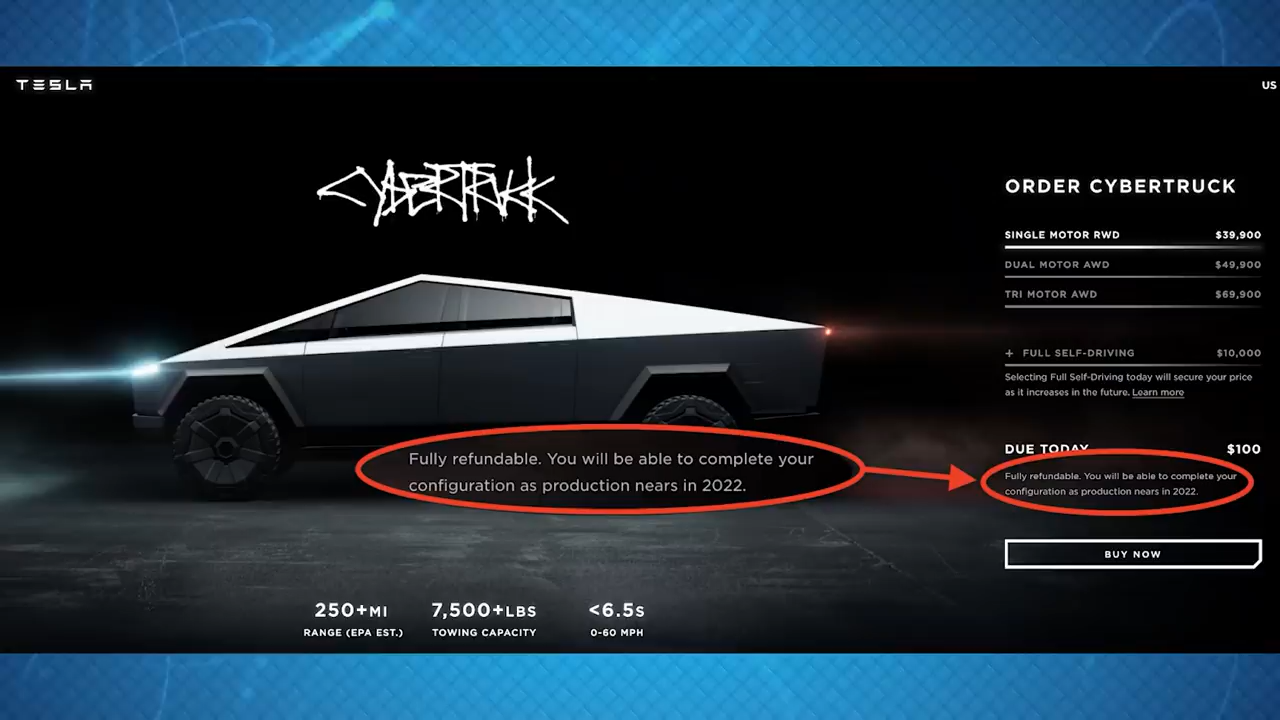 TESLA
US
CYBERTRUCK
ORDER CYBERTRUCK
SINGLE MOTOR RWD $39,900
DUAL MOTOR AWD $49,900
TRI MOTOR AWD $69,900
+ FULL SELF-DRIVING $10,000
Selecting Full Self-Driving today will secure your price
as it increases in the future. Learn more
DUE TODAY $100
Fully refundable. You will be able to complete your
configuration as production nears in 2022.
Fully refundable. You will be able to complete your
configuration as production nears in 2022.
BUY NOW
250+MI 7,500+LBS <6.5S
RANGE (EPA EST.) TOWING CAPACITY 0-60 MPH